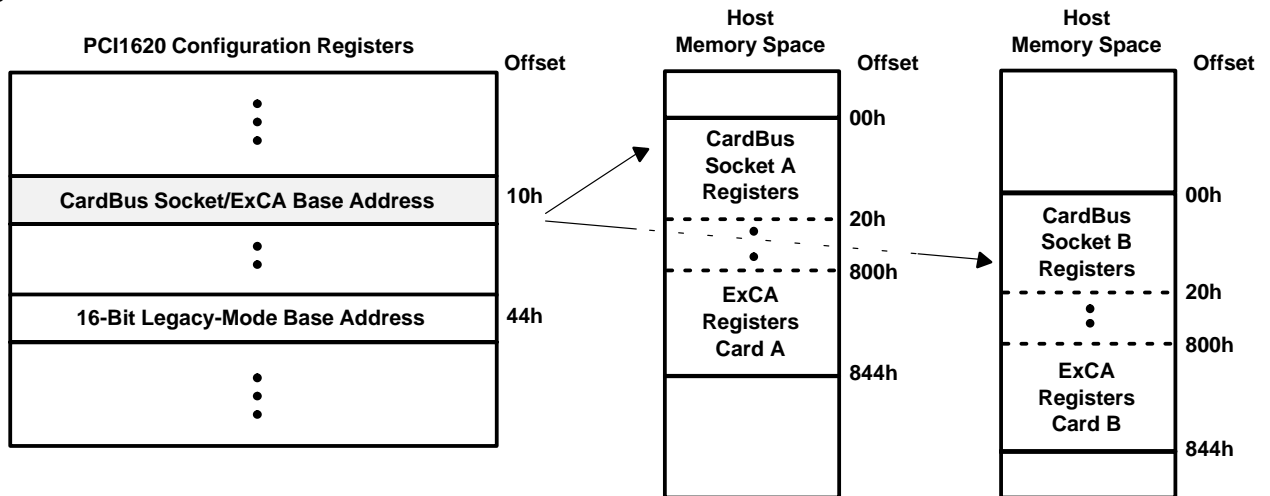 PCI1620 Configuration Registers
Offset
CardBus Socket/ExCA Base Address
10h
16-Bit Legacy-Mode Base Address
44h
Host
Memory Space
Offset
00h
CardBus
Socket A
Registers
20h
800h
ExCA
Registers
Card A
844h
Host
Memory Space
Offset
00h
CardBus
Socket B
Registers
20h
800h
ExCA
Registers
Card B
844h